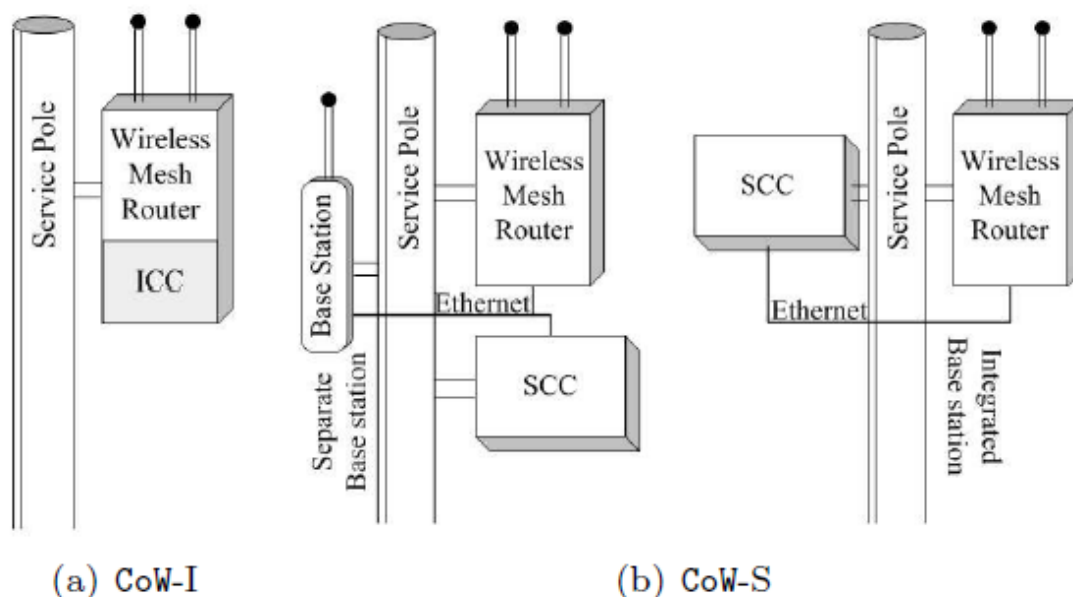 Service Pole
Wireless
Mesh
Router
ICC
Base Station
Separate
Base station
Service Pole
Wireless
Mesh
Router
Ethernet
SCC
SCC
Service Pole
Wireless
Mesh
Router
Ethernet
Integrated
Base station
(a) CoW-I
(b) CoW-S